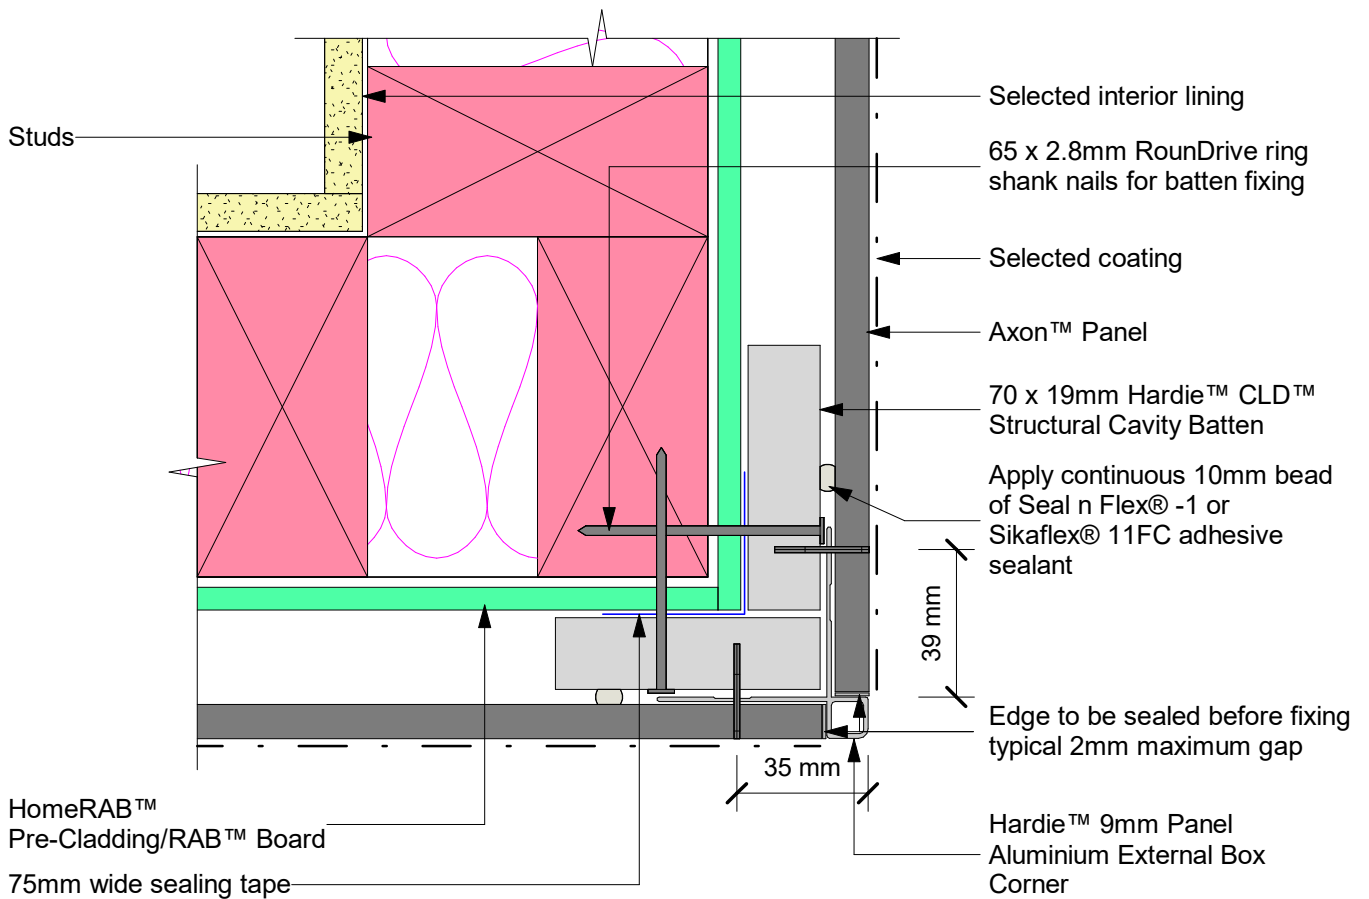 Studs
Selected interior lining
65 x 2.8mm RounDrive ring
shank nails for batten fixing
Selected coating
Axon™ Panel
70 x 19mm Hardie™ CLD™
Structural Cavity Batten
Apply continuous 10mm bead
of Seal n Flex® -1 or
Sikaflex® 11FC adhesive
sealant
39 mm
Edge to be sealed before fixing
typical 2mm maximum gap
35 mm
Hardie™ 9mm Panel
Aluminium External Box
Corner
HomeRAB™
Pre-Cladding/RAB™ Board
75mm wide sealing tape